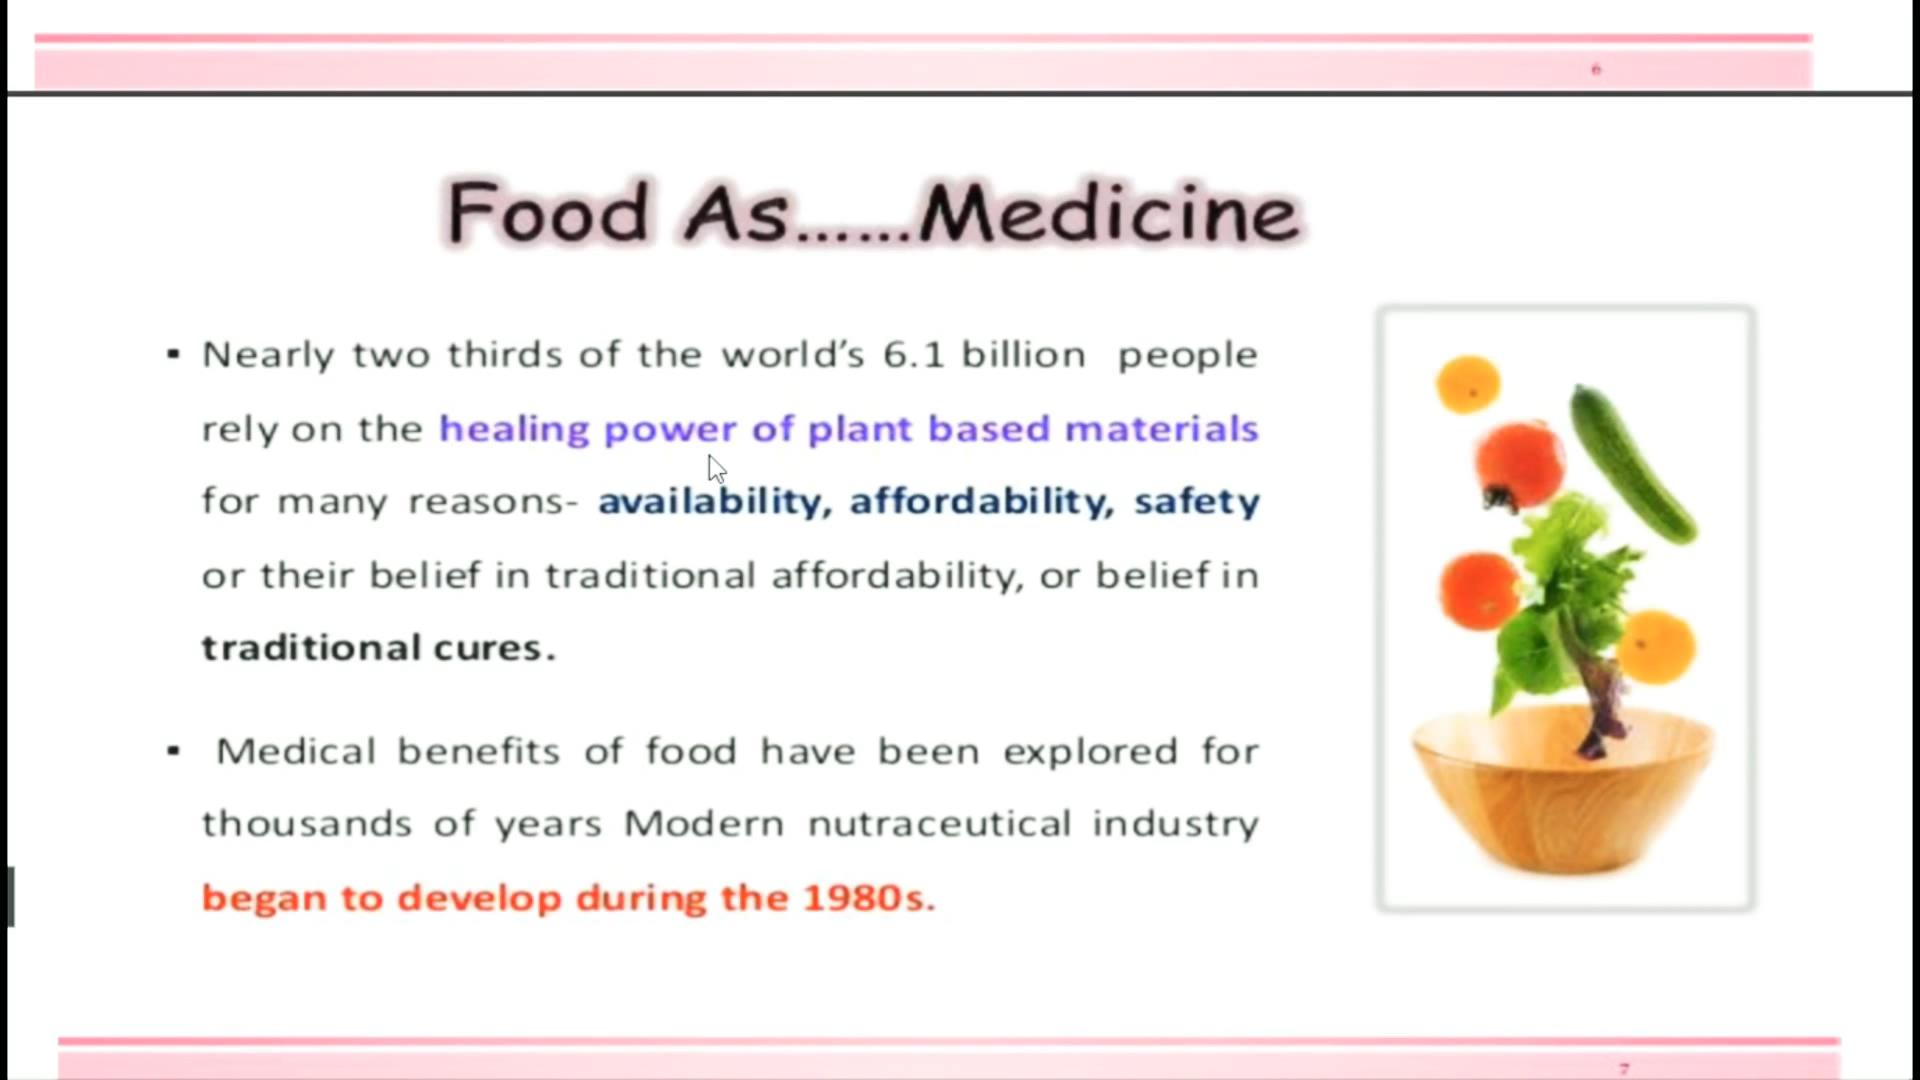 6
Food As......Medicine
▪ Nearly two thirds of the world’s 6.1 billion people
rely on the healing power of plant based materials
for many reasons- availability, affordability, safety
or their belief in traditional affordability, or belief in
traditional cures.
▪ Medical benefits of food have been explored for
thousands of years Modern nutraceutical industry
began to develop during the 1980s.
7